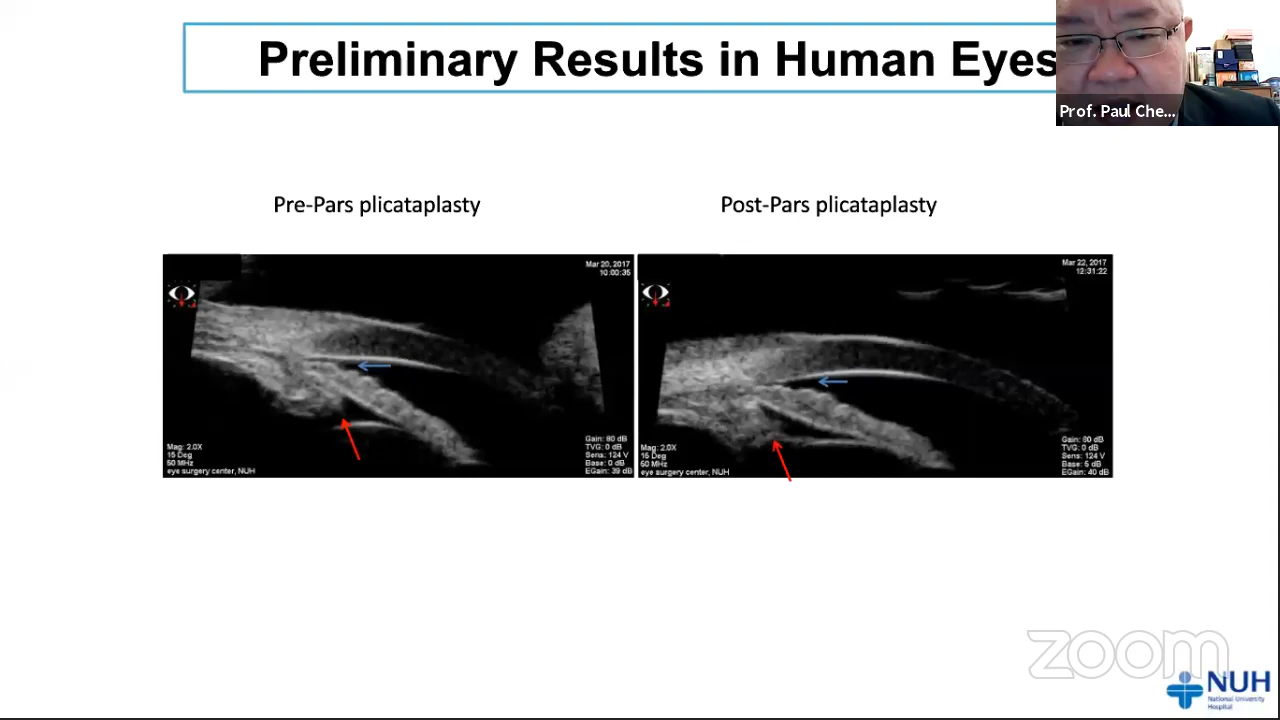 Preliminary Results in Human Eyes
Prof. Paul Che...
Pre-Pars plicataplasty
Post-Pars plicataplasty
Mar 20, 2017
10:00:35
Mag: 2.0X
15 Deg
50 MHz
eye surgery center, NUH
Gain: 80 dB
TVG: 0 dB
Sens: 124 V
Base: 0 dB
EGain: 39 dB
Mar 22, 2017
12:31:22
Mag: 2.0X
15 Deg
50 MHz
eye surgery center, NUH
Gain: 80 dB
TVG: 0 dB
Sens: 124 V
Base: 5 dB
EGain: 40 dB
zoom
NUH
National University
Hospital